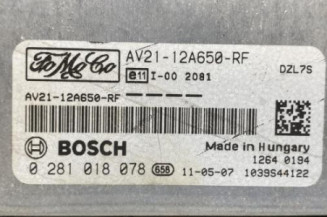 FoMoCo AV21-12A650-RF
e11 I-00 2081 DZL7S
AV21-12A650-RF
BOSCH Made in Hungary
1264 0194
0 281 018 078 658 11-05-07 1039S44122